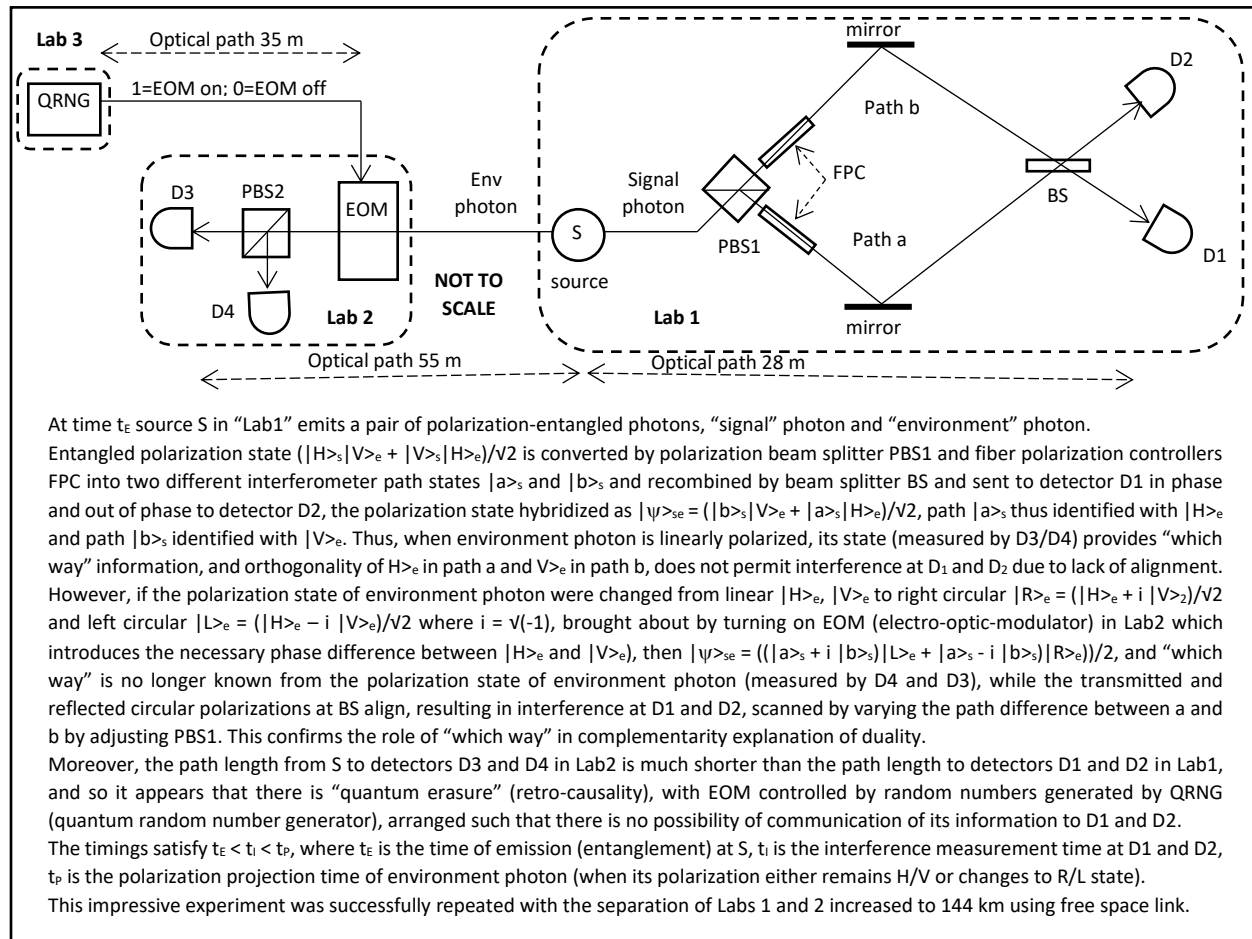 Lab 3
Optical path 35 m
mirror
D2
QRNG
1=EOM on; 0=EOM off
Path b
D3
PBS2
EOM
Env
photon
Signal
photon
FPC
BS
S
PBS1
D1
source
Path a
D4
NOT TO
SCALE
Lab 2
Lab 1
mirror
Optical path 55 m
Optical path 28 m
At time tE source S in “Lab1” emits a pair of polarization-entangled photons, “signal” photon and “environment” photon.
Entangled polarization state (|H>s|V>e + |V>s|H>e)/√2 is converted by polarization beam splitter PBS1 and fiber polarization controllers
FPC into two different interferometer path states |a>s and |b>s and recombined by beam splitter BS and sent to detector D1 in phase
and out of phase to detector D2, the polarization state hybridized as |ψ>se = (|b>s|V>e + |a>s|H>e)/√2, path |a>s thus identified with |H>e
and path |b>s identified with |V>e. Thus, when environment photon is linearly polarized, its state (measured by D3/D4) provides “which
way” information, and orthogonality of H>e in path a and V>e in path b, does not permit interference at D1 and D2 due to lack of alignment.
However, if the polarization state of environment photon were changed from linear |H>e, |V>e to right circular |R>e = (|H>e + i |V>2)/√2
and left circular |L>e = (|H>e – i |V>e)/√2 where i = √(-1), brought about by turning on EOM (electro-optic-modulator) in Lab2 which
introduces the necessary phase difference between |H>e and |V>e), then |ψ>se = ((|a>s + i |b>s)|L>e + |a>s - i |b>s)|R>e))/2, and “which
way” is no longer known from the polarization state of environment photon (measured by D4 and D3), while the transmitted and
reflected circular polarizations at BS align, resulting in interference at D1 and D2, scanned by varying the path difference between a and
b by adjusting PBS1. This confirms the role of “which way” in complementarity explanation of duality.
Moreover, the path length from S to detectors D3 and D4 in Lab2 is much shorter than the path length to detectors D1 and D2 in Lab1,
and so it appears that there is “quantum erasure” (retro-causality), with EOM controlled by random numbers generated by QRNG
(quantum random number generator), arranged such that there is no possibility of communication of its information to D1 and D2.
The timings satisfy tE < tI < tP, where tE is the time of emission (entanglement) at S, tI is the interference measurement time at D1 and D2,
tP is the polarization projection time of environment photon (when its polarization either remains H/V or changes to R/L state).
This impressive experiment was successfully repeated with the separation of Labs 1 and 2 increased to 144 km using free space link.